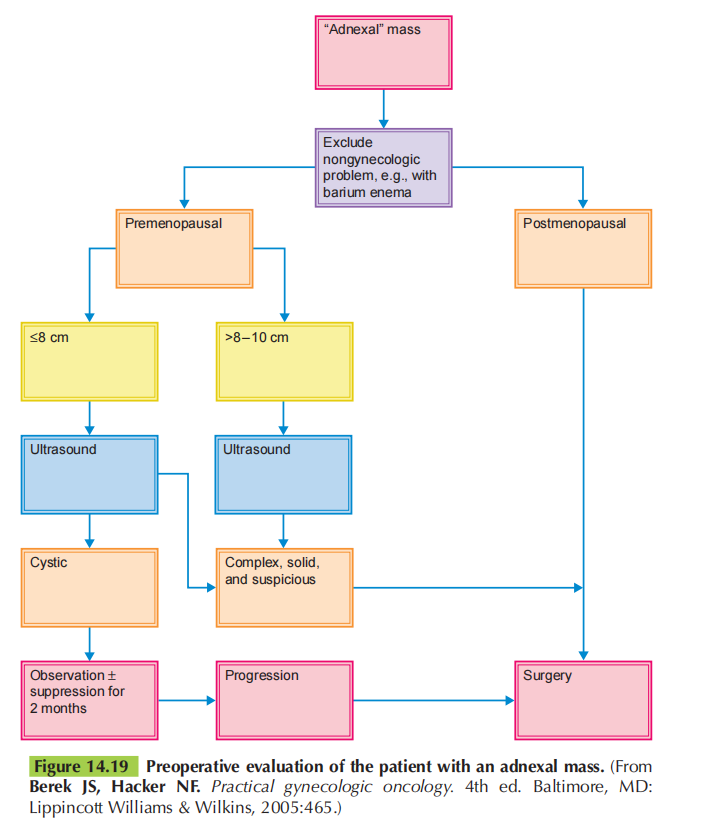 “Adnexal” mass
Exclude
nongynecologic
problem, e.g., with
barium enema
Premenopausal
Postmenopausal
≤8 cm
>8–10 cm
Ultrasound
Ultrasound
Cystic
Complex, solid,
and suspicious
Observation ±
suppression for
2 months
Progression
Surgery
Figure 14.19 Preoperative evaluation of the patient with an adnexal mass. (From
Berek JS, Hacker NF. Practical gynecologic oncology. 4th ed. Baltimore, MD:
Lippincott Williams & Wilkins, 2005:465.)